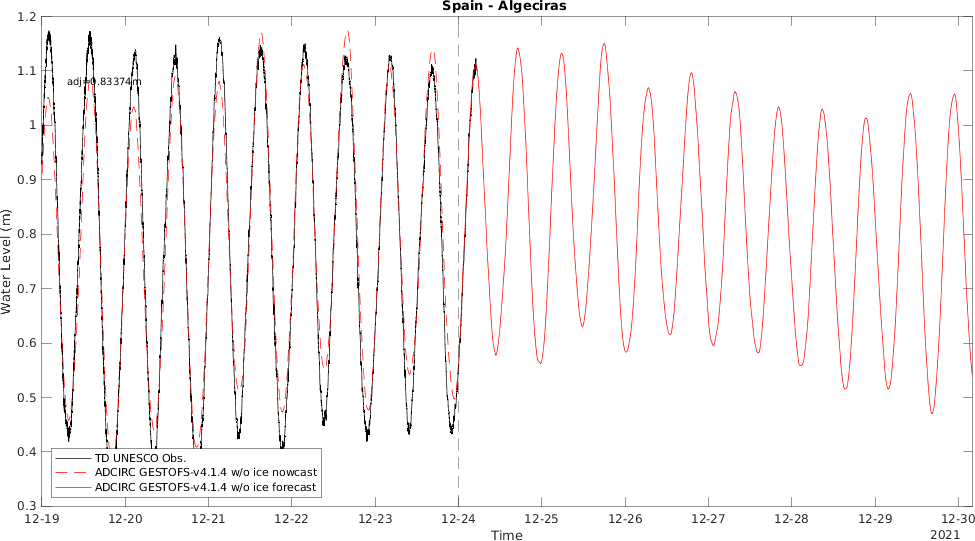 Spain - Algeciras
1.2
1.1
1
0.9
0.8
0.7
0.6
0.5
0.4
0.3
Water Level (m)
adj=0.83374m
TD UNESCO Obs.
ADCIRC GESTOFS-v4.1.4 w/o ice nowcast
ADCIRC GESTOFS-v4.1.4 w/o ice forecast
12-19 12-20 12-21 12-22 12-23 12-24 12-25 12-26 12-27 12-28 12-29 12-30
Time
2021